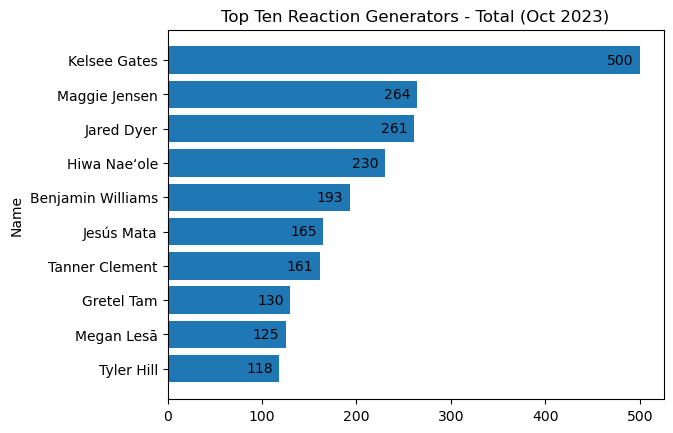 Top Ten Reaction Generators - Total (Oct 2023)
Name
Kelsee Gates 500
Maggie Jensen 264
Jared Dyer 261
Hiwa Naeʻole 230
Benjamin Williams 193
Jesús Mata 165
Tanner Clement 161
Gretel Tam 130
Megan Lesā 125
Tyler Hill 118
0 100 200 300 400 500